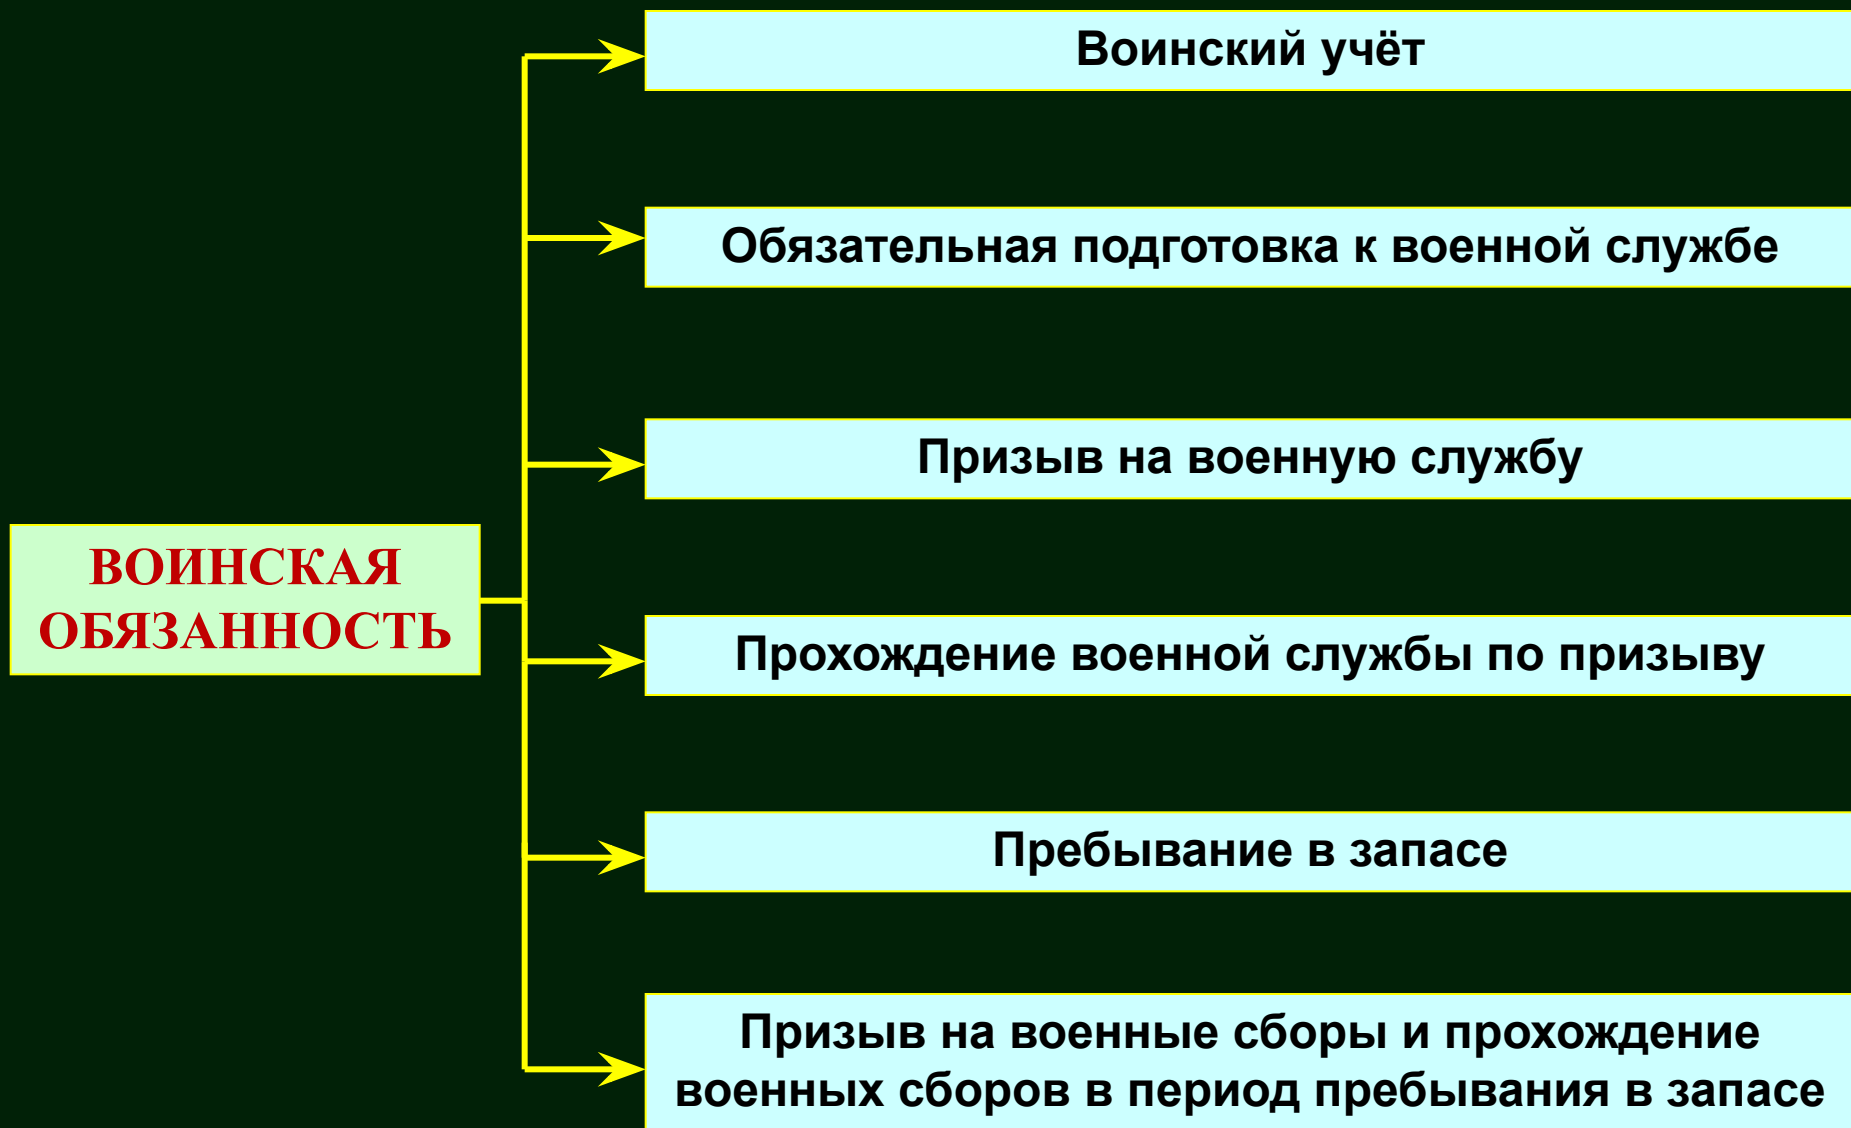 Воинский учёт
Обязательная подготовка к военной службе
Призыв на военную службу
ВОИНСКАЯ
ОБЯЗАННОСТЬ
Прохождение военной службы по призыву
Пребывание в запасе
Призыв на военные сборы и прохождение
военных сборов в период пребывания в запасе